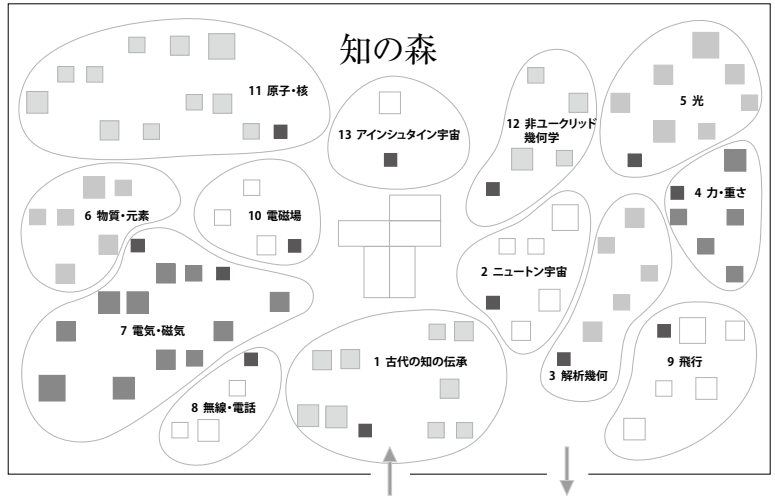 知の森
11 原子・核
13 アインシュタイン宇宙
12 非ユークリッド
幾何学
5 光
4 力・重さ
6 物質・元素
10 電磁場
2 ニュートン宇宙
7 電気・磁気
1 古代の知の伝承
3 解析幾何
9 飛行
8 無線・電話